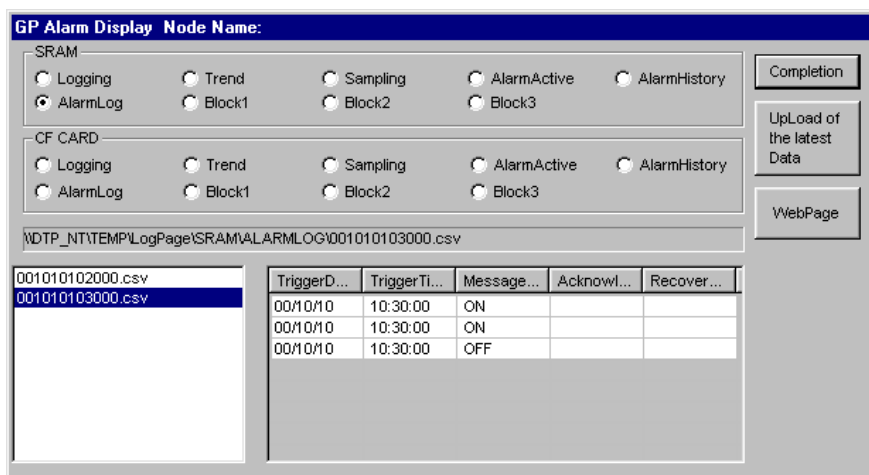 GP Alarm Display  Node Name:
SRAM
Logging Trend Sampling AlarmActive AlarmHistory
AlarmLog Block1 Block2 Block3
CF CARD
Logging Trend Sampling AlarmActive AlarmHistory
AlarmLog Block1 Block2 Block3
Completion
UpLoad of
the latest
Data
WebPage
\\DTP_NT\TEMP\LogPage\SRAM\ALARMLOG\001010103000.csv
001010102000.csv
001010103000.csv
TriggerD... TriggerTi... Message... Acknowl... Recover...
00/10/10 10:30:00 ON
00/10/10 10:30:00 ON
00/10/10 10:30:00 OFF